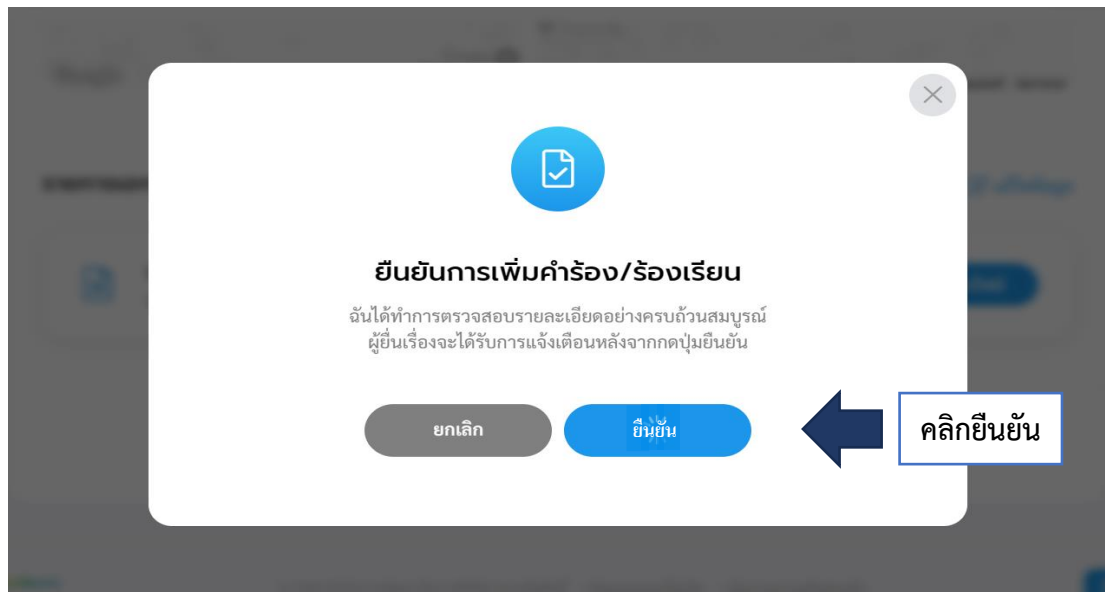 ยืนยันการเพิ่มคำร้อง/ร้องเรียน
ฉันได้ทำการตรวจสอบรายละเอียดอย่างครบถ้วนสมบูรณ์
ผู้ยื่นเรื่องจะได้รับการแจ้งเตือนหลังจากกดปุ่มยืนยัน
ยกเลิก
ยืนยัน
คลิกยืนยัน